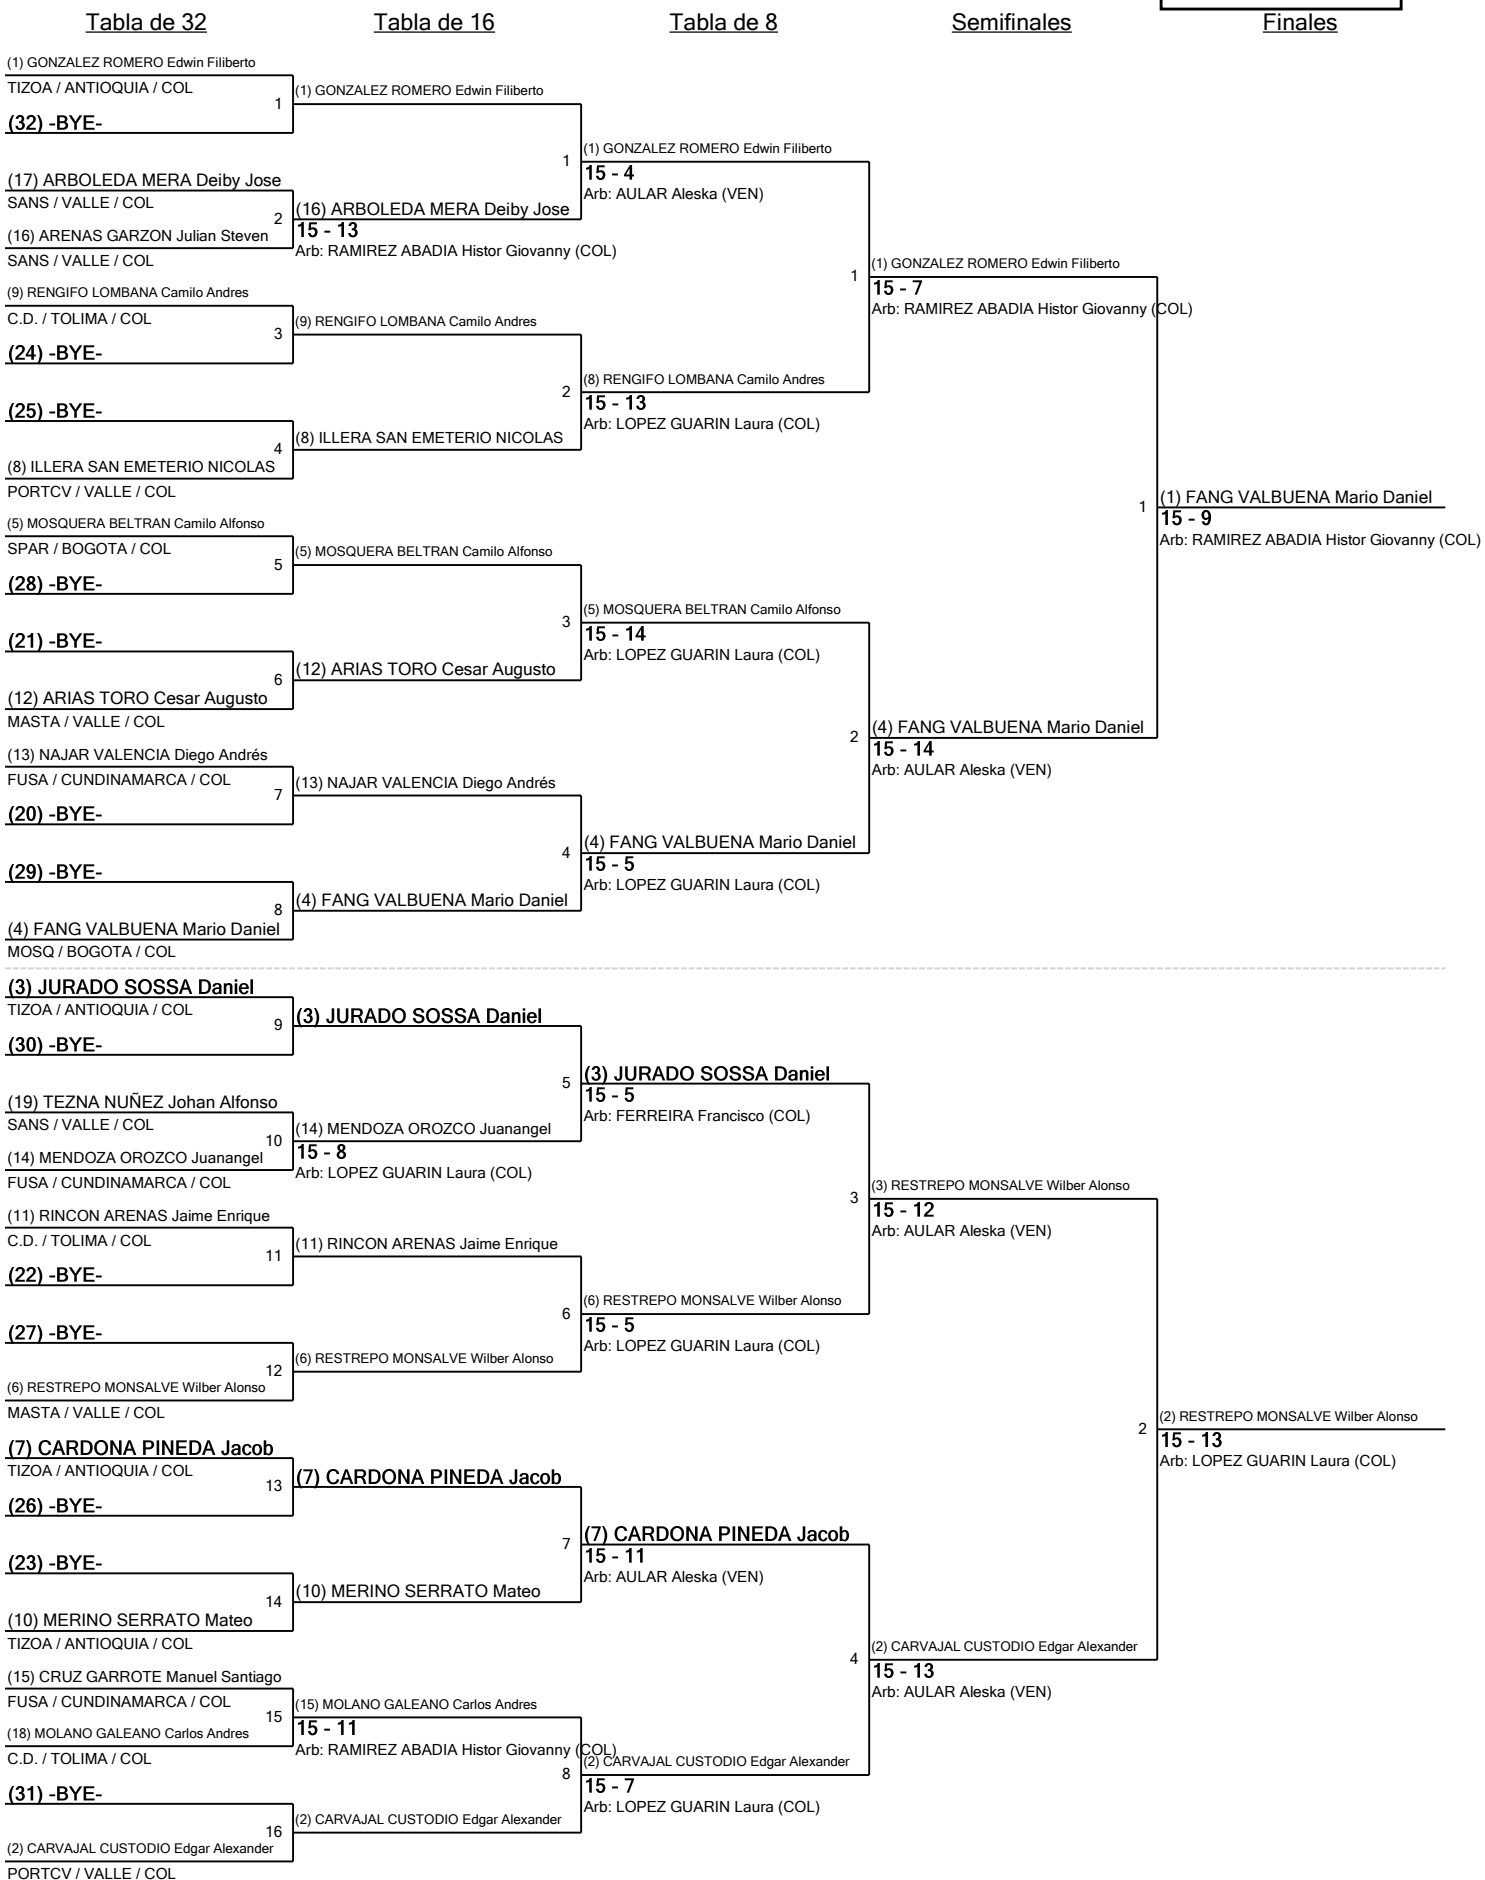 Tabla de 32
Tabla de 16
Tabla de 8
Semifinales
Finales
(1) GONZALEZ ROMERO Edwin Filiberto
TIZOA / ANTIOQUIA / COL
1
(32) -BYE-
(17) ARBOLEDA MERA Deiby Jose
SANS / VALLE / COL
2
(16) ARENAS GARZON Julian Steven
SANS / VALLE / COL
(9) RENGIFO LOMBANA Camilo Andres
C.D. / TOLIMA / COL
3
(24) -BYE-
(25) -BYE-
4
(8) ILLERA SAN EMETERIO NICOLAS
PORTCV / VALLE / COL
(5) MOSQUERA BELTRAN Camilo Alfonso
SPAR / BOGOTA / COL
5
(28) -BYE-
(21) -BYE-
6
(12) ARIAS TORO Cesar Augusto
MASTA / VALLE / COL
(13) NAJAR VALENCIA Diego Andrés
FUSA / CUNDINAMARCA / COL
7
(20) -BYE-
(29) -BYE-
8
(4) FANG VALBUENA Mario Daniel
MOSQ / BOGOTA / COL
(3) JURADO SOSSA Daniel
TIZOA / ANTIOQUIA / COL
9
(30) -BYE-
(19) TEZNA NUÑEZ Johan Alfonso
SANS / VALLE / COL
10
(14) MENDOZA OROZCO Juanangel
FUSA / CUNDINAMARCA / COL
(11) RINCON ARENAS Jaime Enrique
C.D. / TOLIMA / COL
11
(22) -BYE-
(27) -BYE-
12
(6) RESTREPO MONSALVE Wilber Alonso
MASTA / VALLE / COL
(7) CARDONA PINEDA Jacob
TIZOA / ANTIOQUIA / COL
13
(26) -BYE-
(23) -BYE-
14
(10) MERINO SERRATO Mateo
TIZOA / ANTIOQUIA / COL
(15) CRUZ GARROTE Manuel Santiago
FUSA / CUNDINAMARCA / COL
15
(18) MOLANO GALEANO Carlos Andres
C.D. / TOLIMA / COL
(31) -BYE-
16
(2) CARVAJAL CUSTODIO Edgar Alexander
PORTCV / VALLE / COL
(1) GONZALEZ ROMERO Edwin Filiberto
1
(16) ARBOLEDA MERA Deiby Jose
15 - 13
Arb: RAMIREZ ABADIA Histor Giovanny (COL)
(9) RENGIFO LOMBANA Camilo Andres
2
(8) ILLERA SAN EMETERIO NICOLAS
(5) MOSQUERA BELTRAN Camilo Alfonso
3
(12) ARIAS TORO Cesar Augusto
(13) NAJAR VALENCIA Diego Andrés
4
(4) FANG VALBUENA Mario Daniel
(3) JURADO SOSSA Daniel
5
(14) MENDOZA OROZCO Juanangel
15 - 8
Arb: LOPEZ GUARIN Laura (COL)
(11) RINCON ARENAS Jaime Enrique
6
(6) RESTREPO MONSALVE Wilber Alonso
(7) CARDONA PINEDA Jacob
7
(10) MERINO SERRATO Mateo
(15) MOLANO GALEANO Carlos Andres
15 - 11
Arb: RAMIREZ ABADIA Histor Giovanny (COL)
8
(2) CARVAJAL CUSTODIO Edgar Alexander
(1) GONZALEZ ROMERO Edwin Filiberto
15 - 4
Arb: AULAR Aleska (VEN)
1
(8) RENGIFO LOMBANA Camilo Andres
15 - 13
Arb: LOPEZ GUARIN Laura (COL)
(5) MOSQUERA BELTRAN Camilo Alfonso
15 - 14
Arb: LOPEZ GUARIN Laura (COL)
2
(4) FANG VALBUENA Mario Daniel
15 - 5
Arb: LOPEZ GUARIN Laura (COL)
(3) JURADO SOSSA Daniel
15 - 5
Arb: FERREIRA Francisco (COL)
3
(6) RESTREPO MONSALVE Wilber Alonso
15 - 5
Arb: LOPEZ GUARIN Laura (COL)
(7) CARDONA PINEDA Jacob
15 - 11
Arb: AULAR Aleska (VEN)
4
(2) CARVAJAL CUSTODIO Edgar Alexander
15 - 7
Arb: LOPEZ GUARIN Laura (COL)
(1) GONZALEZ ROMERO Edwin Filiberto
15 - 7
Arb: RAMIREZ ABADIA Histor Giovanny (COL)
1
(4) FANG VALBUENA Mario Daniel
15 - 14
Arb: AULAR Aleska (VEN)
(3) RESTREPO MONSALVE Wilber Alonso
15 - 12
Arb: AULAR Aleska (VEN)
2
(2) CARVAJAL CUSTODIO Edgar Alexander
15 - 13
Arb: AULAR Aleska (VEN)
(1) FANG VALBUENA Mario Daniel
15 - 9
Arb: RAMIREZ ABADIA Histor Giovanny (COL)
(2) RESTREPO MONSALVE Wilber Alonso
15 - 13
Arb: LOPEZ GUARIN Laura (COL)